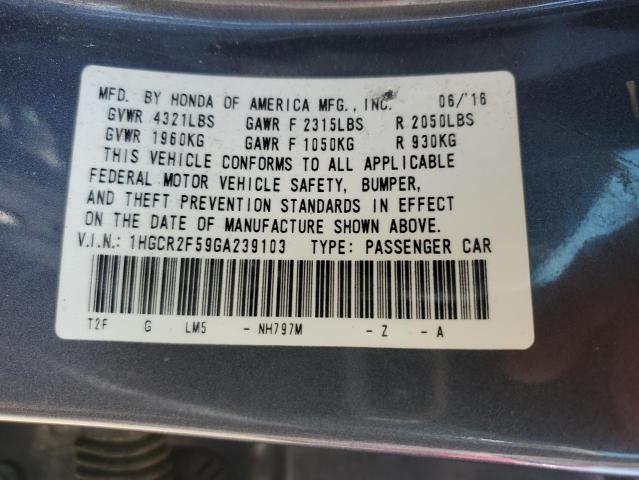 MFD. BY HONDA OF AMERICA MFG., INC. 06/'16
GVWR 4321LBS GAWR F 2315LBS R 2050LBS
GVWR 1960KG GAWR F 1050KG R 930KG
THIS VEHICLE CONFORMS TO ALL APPLICABLE
FEDERAL MOTOR VEHICLE SAFETY, BUMPER,
AND THEFT PREVENTION STANDARDS IN EFFECT
ON THE DATE OF MANUFACTURE SHOWN ABOVE.
V.I.N.: 1HGCR2F59GA239103 TYPE: PASSENGER CAR
T2F G LM5 - NH797M - Z - A